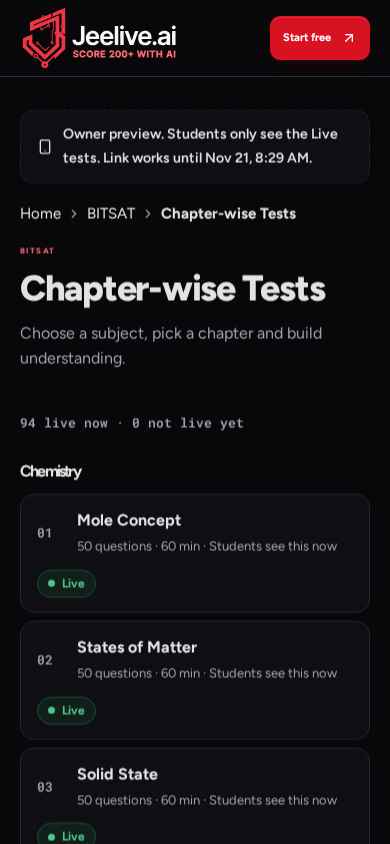 Jeelive.ai
SCORE 200+ WITH AI
Start free
Owner preview. Students only see the Live
tests. Link works until Nov 21, 8:29 AM.
Home > BITSAT > Chapter-wise Tests
BITSAT
Chapter-wise Tests
Choose a subject, pick a chapter and build
understanding.
94 live now · 0 not live yet
Chemistry
01
Mole Concept
50 questions · 60 min · Students see this now
Live
02
States of Matter
50 questions · 60 min · Students see this now
Live
03
Solid State
50 questions · 60 min · Students see this now
Live